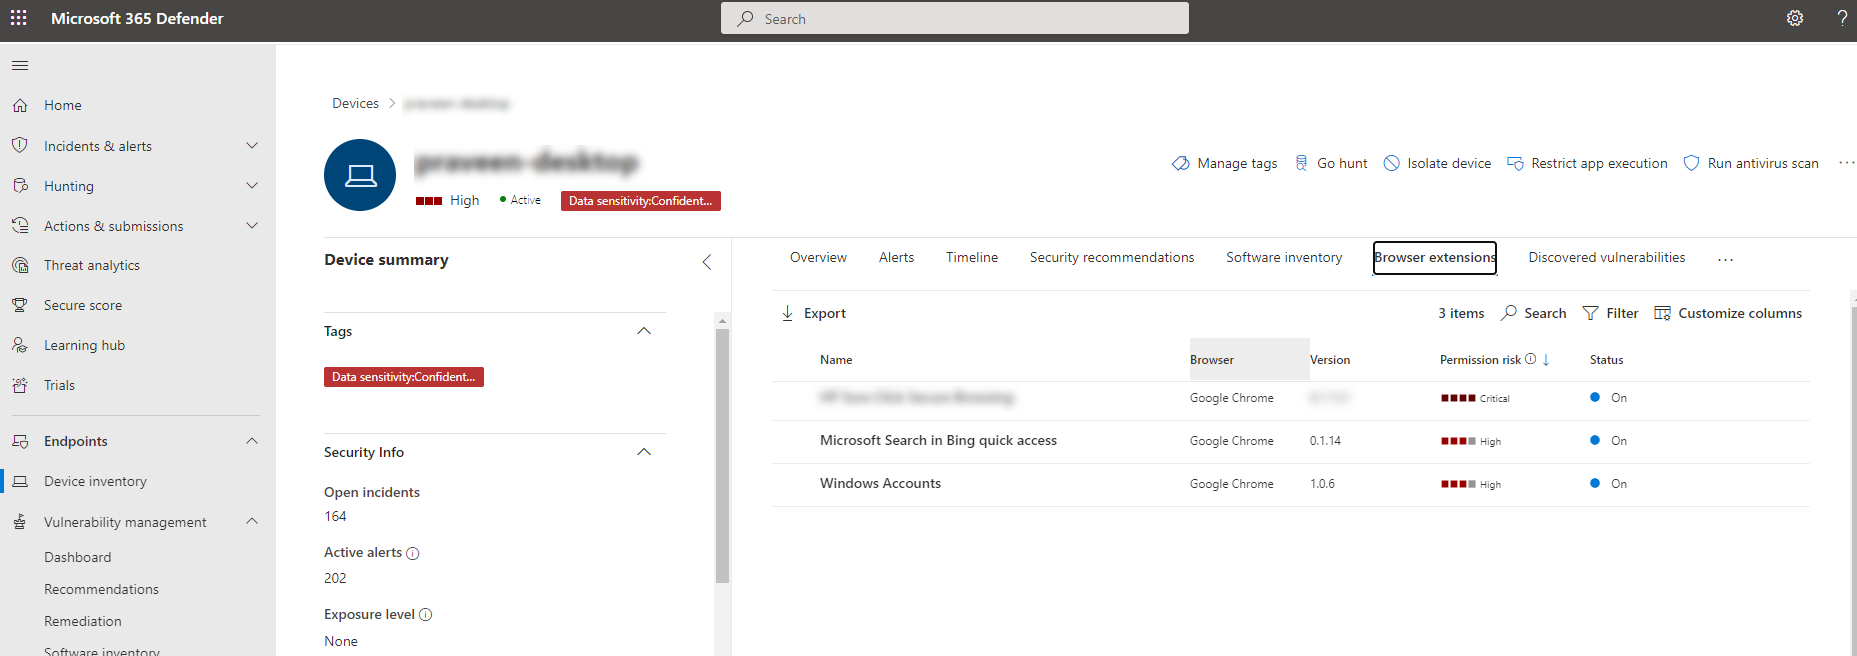 Microsoft 365 Defender
Search
Home
Incidents & alerts
Hunting
Actions & submissions
Threat analytics
Secure score
Learning hub
Trials
Endpoints
Device inventory
Vulnerability management
Dashboard
Recommendations
Remediation
Software inventory
Devices
High
Active
Data sensitivity:Confident...
Manage tags
Go hunt
Isolate device
Restrict app execution
Run antivirus scan
...
Device summary
Tags
Data sensitivity:Confident...
Security Info
Open incidents
164
Active alerts
202
Exposure level
None
Overview Alerts Timeline Security recommendations Software inventory Browser extensions Discovered vulnerabilities ...
Export
3 items Search Filter Customize columns
Name Browser Version Permission risk Status
Google Chrome Critical On
Microsoft Search in Bing quick access Google Chrome 0.1.14 High On
Windows Accounts Google Chrome 1.0.6 High On